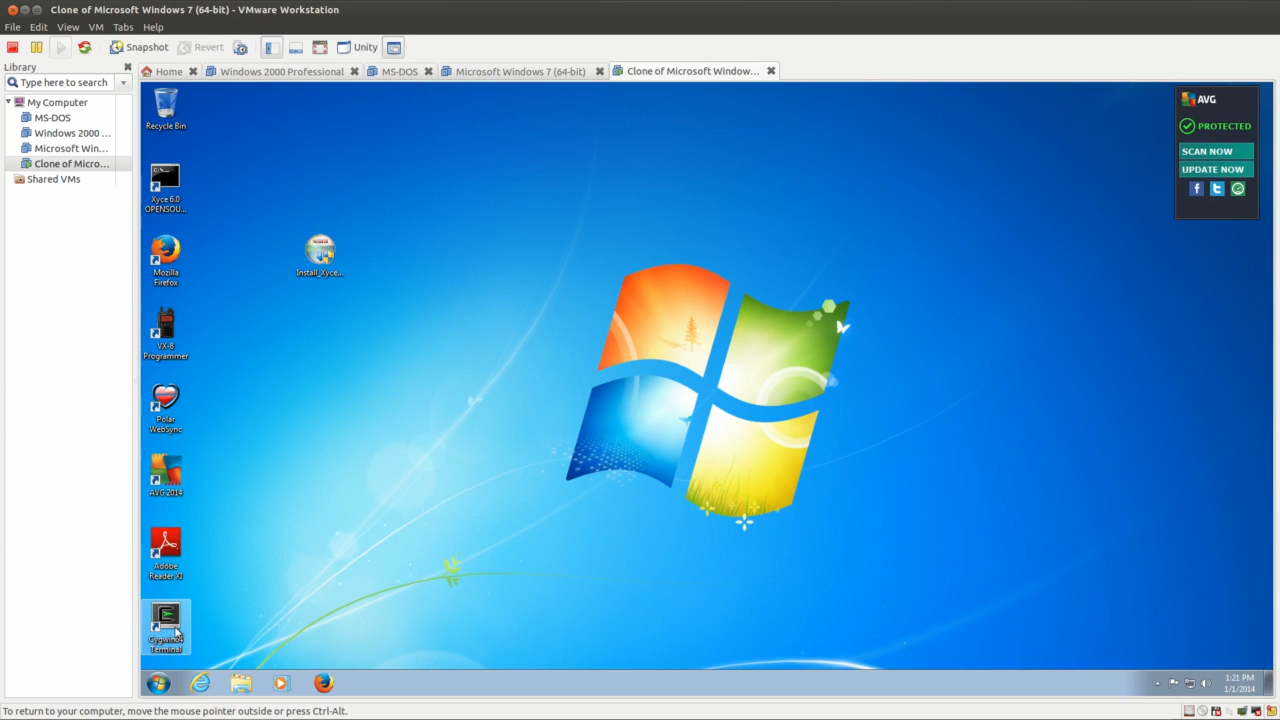 Clone of Microsoft Windows 7 (64-bit) - VMware Workstation
File Edit View VM Tabs Help
Snapshot Revert Unity
Library
Type here to search
Home Windows 2000 Professional MS-DOS Microsoft Windows 7 (64-bit) Clone of Microsoft Window...
My Computer
MS-DOS
Windows 2000 ...
Microsoft Win...
Clone of Micro...
Shared VMs
Recycle Bin
Xyce 6.0
OPENSOU...
Mozilla
Firefox
Install_Xyce...
VX-8
Programmer
Polar
WebSync
AVG 2014
Adobe
Reader XI
Terminal
AVG
PROTECTED
SCAN NOW
UPDATE NOW
1:21 PM
1/1/2014
To return to your computer, move the mouse pointer outside or press Ctrl-Alt.